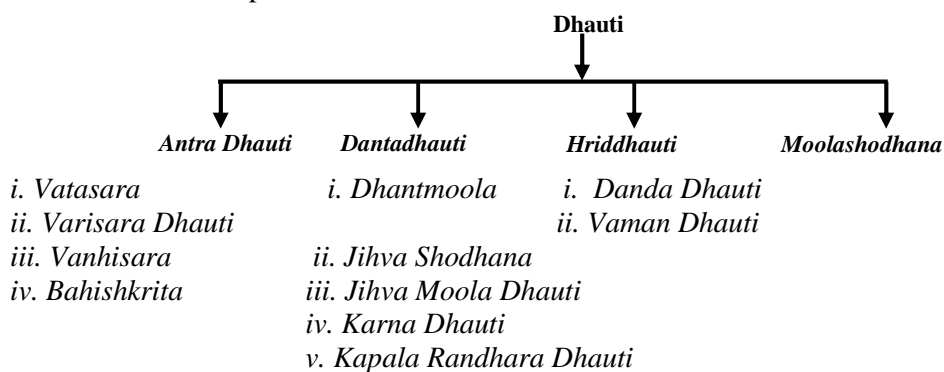 Dhauti
Antra Dhauti Dantadhauti Hriddhauti Moolashodhana
i. Vatasara i. Dhantmoola i. Danda Dhauti
ii. Varisara Dhauti ii. Vaman Dhauti
iii. Vanhisara ii. Jihva Shodhana
iv. Bahishkrita iii. Jihva Moola Dhauti
iv. Karna Dhauti
v. Kapala Randhara Dhauti